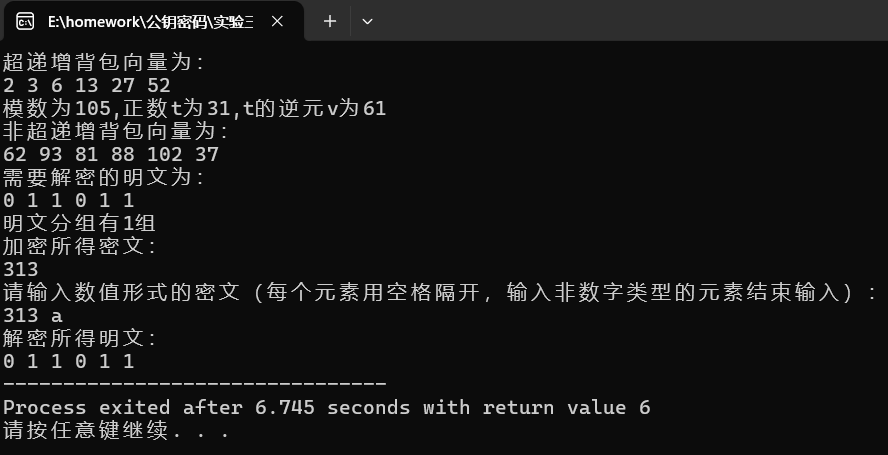 E:\homework\公钥密码\实验三
超递增背包向量为：
2 3 6 13 27 52
模数为105,正数t为31,t的逆元v为61
非超递增背包向量为：
62 93 81 88 102 37
需要解密的明文为：
0 1 1 0 1 1
明文分组有1组
加密所得密文：
313
请输入数值形式的密文（每个元素用空格隔开，输入非数字类型的元素结束输入）：
313 a
解密所得明文：
0 1 1 0 1 1
--------------------------------
Process exited after 6.745 seconds with return value 6
请按任意键继续. . .